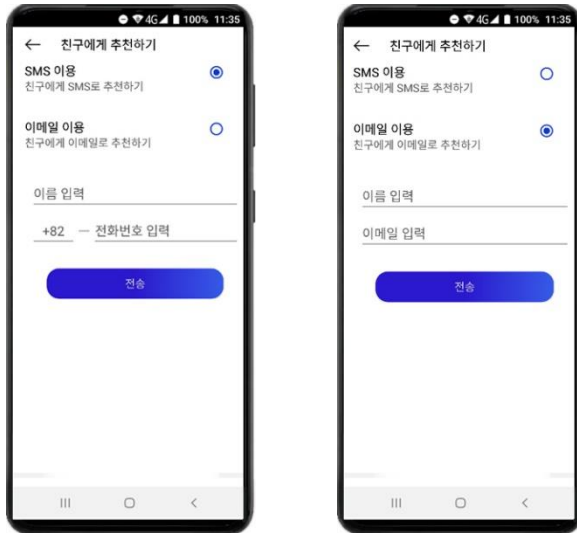 4G 100% 11:35
친구에게 추천하기
SMS 이용
친구에게 SMS로 추천하기
이메일 이용
친구에게 이메일로 추천하기
이름 입력
+82 — 전화번호 입력
전송
4G 100% 11:35
친구에게 추천하기
SMS 이용
친구에게 SMS로 추천하기
이메일 이용
친구에게 이메일로 추천하기
이름 입력
이메일 입력
전송